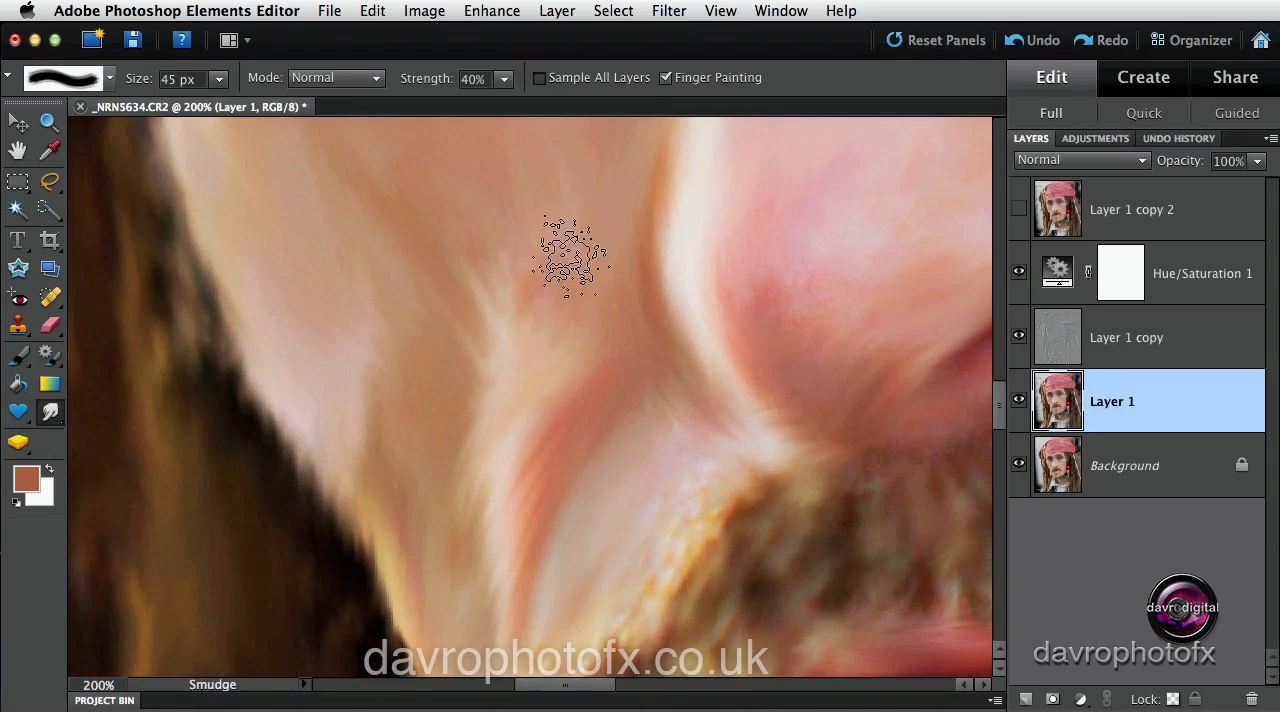 Adobe Photoshop Elements Editor File Edit Image Enhance Layer Select Filter View Window Help
? Reset Panels Undo Redo Organizer
Size: 45 px Mode: Normal Strength: 40% Sample All Layers Finger Painting
Edit Create Share
_NRN5634.CR2 @ 200% (Layer 1, RGB/8) *
Full Quick Guided
LAYERS ADJUSTMENTS UNDO HISTORY
Normal Opacity: 100%
Layer 1 copy 2
Hue/Saturation 1
Layer 1 copy
Layer 1
Background
davrodigital
davrophotofx
davrophotofx.co.uk
200% Smudge
PROJECT BIN
Lock: